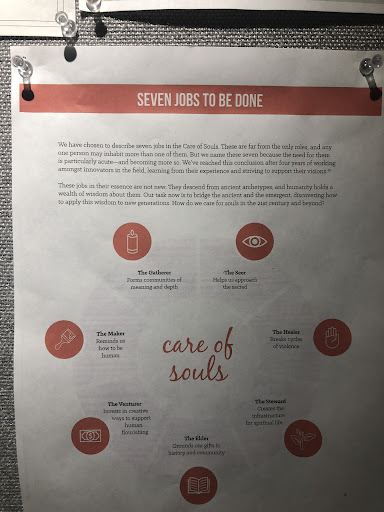 SEVEN JOBS TO BE DONE
We have chosen to describe seven jobs in the Care of Souls. These are far from the only roles, and any
one person may inhabit more than one of them. But we name these seven because the need for them
is particularly acute—and becoming more so. We've reached this conclusion after four years of working
amongst innovators in the field, learning from their experience and striving to support their visions.
These jobs in their essence are not new. They descend from ancient archetypes, and humanity holds a
wealth of wisdom about them. Our task now is to bridge the ancient and the emergent, discovering how
to apply this wisdom to new generations. How do we care for souls in the 21st century and beyond?
The Gatherer
Forms communities of
meaning and depth
The Seer
Helps us approach
the sacred
The Maker
Reminds us
how to be
human
The Healer
Breaks cycles
of violence
care of
souls
The Venturer
Invests in creative
ways to support
human
flourishing
The Steward
Creates the
infrastructure
for spiritual life
The Elder
Grounds our gifts in
history and community